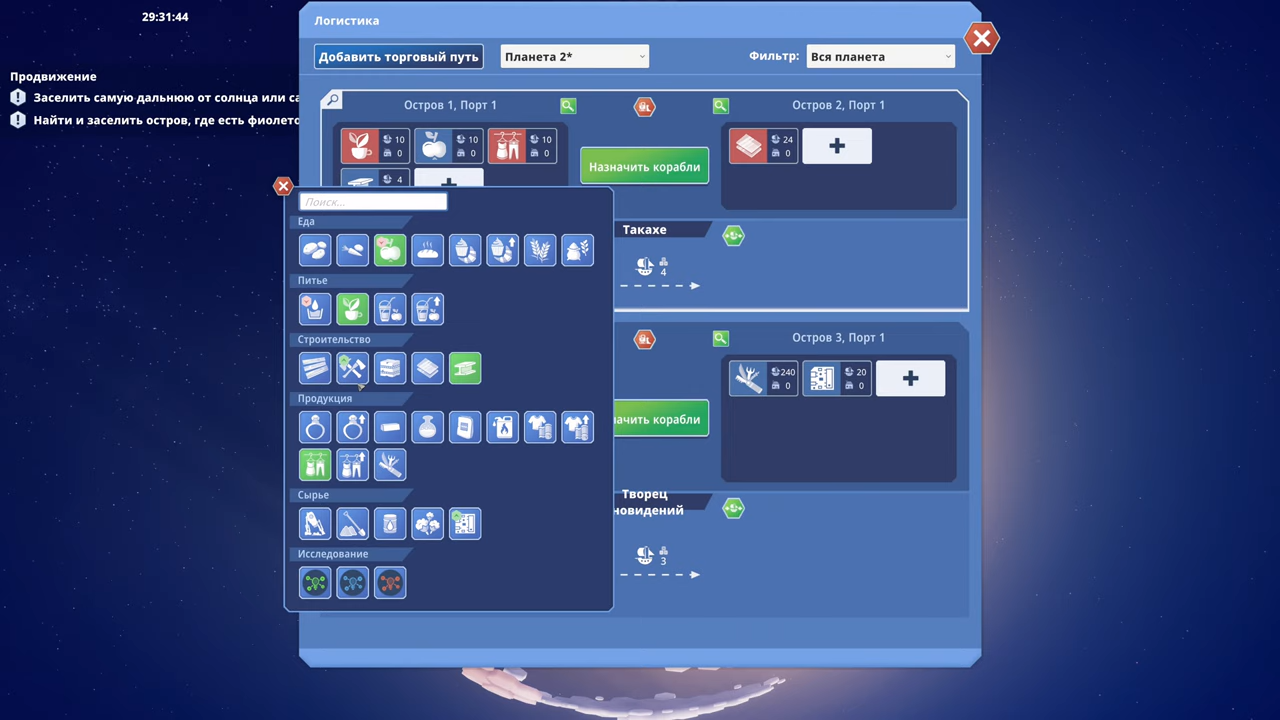 29:31:44
Логистика
Добавить торговый путь
Планета 2*
Фильтр:
Вся планета
Продвижение
Заселить самую дальнюю от солнца или са
Найти и заселить остров, где есть фиолето
Остров 1, Порт 1
Остров 2, Порт 1
10
0
10
0
10
0
24
0
4
Назначить корабли
Поиск...
Еда
Такахе
4
Питье
Строительство
Остров 3, Порт 1
240
0
20
0
Продукция
ачить корабли
Сырье
Творец
новидений
3
Исследование